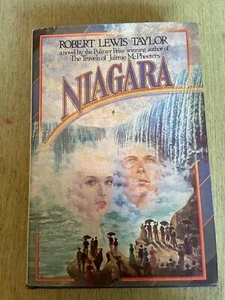 ROBERT LEWIS TAYLOR
a novel by the Pulitzer Prize winning author of
The Travels of Jaimie McPheeters
NIAGARA